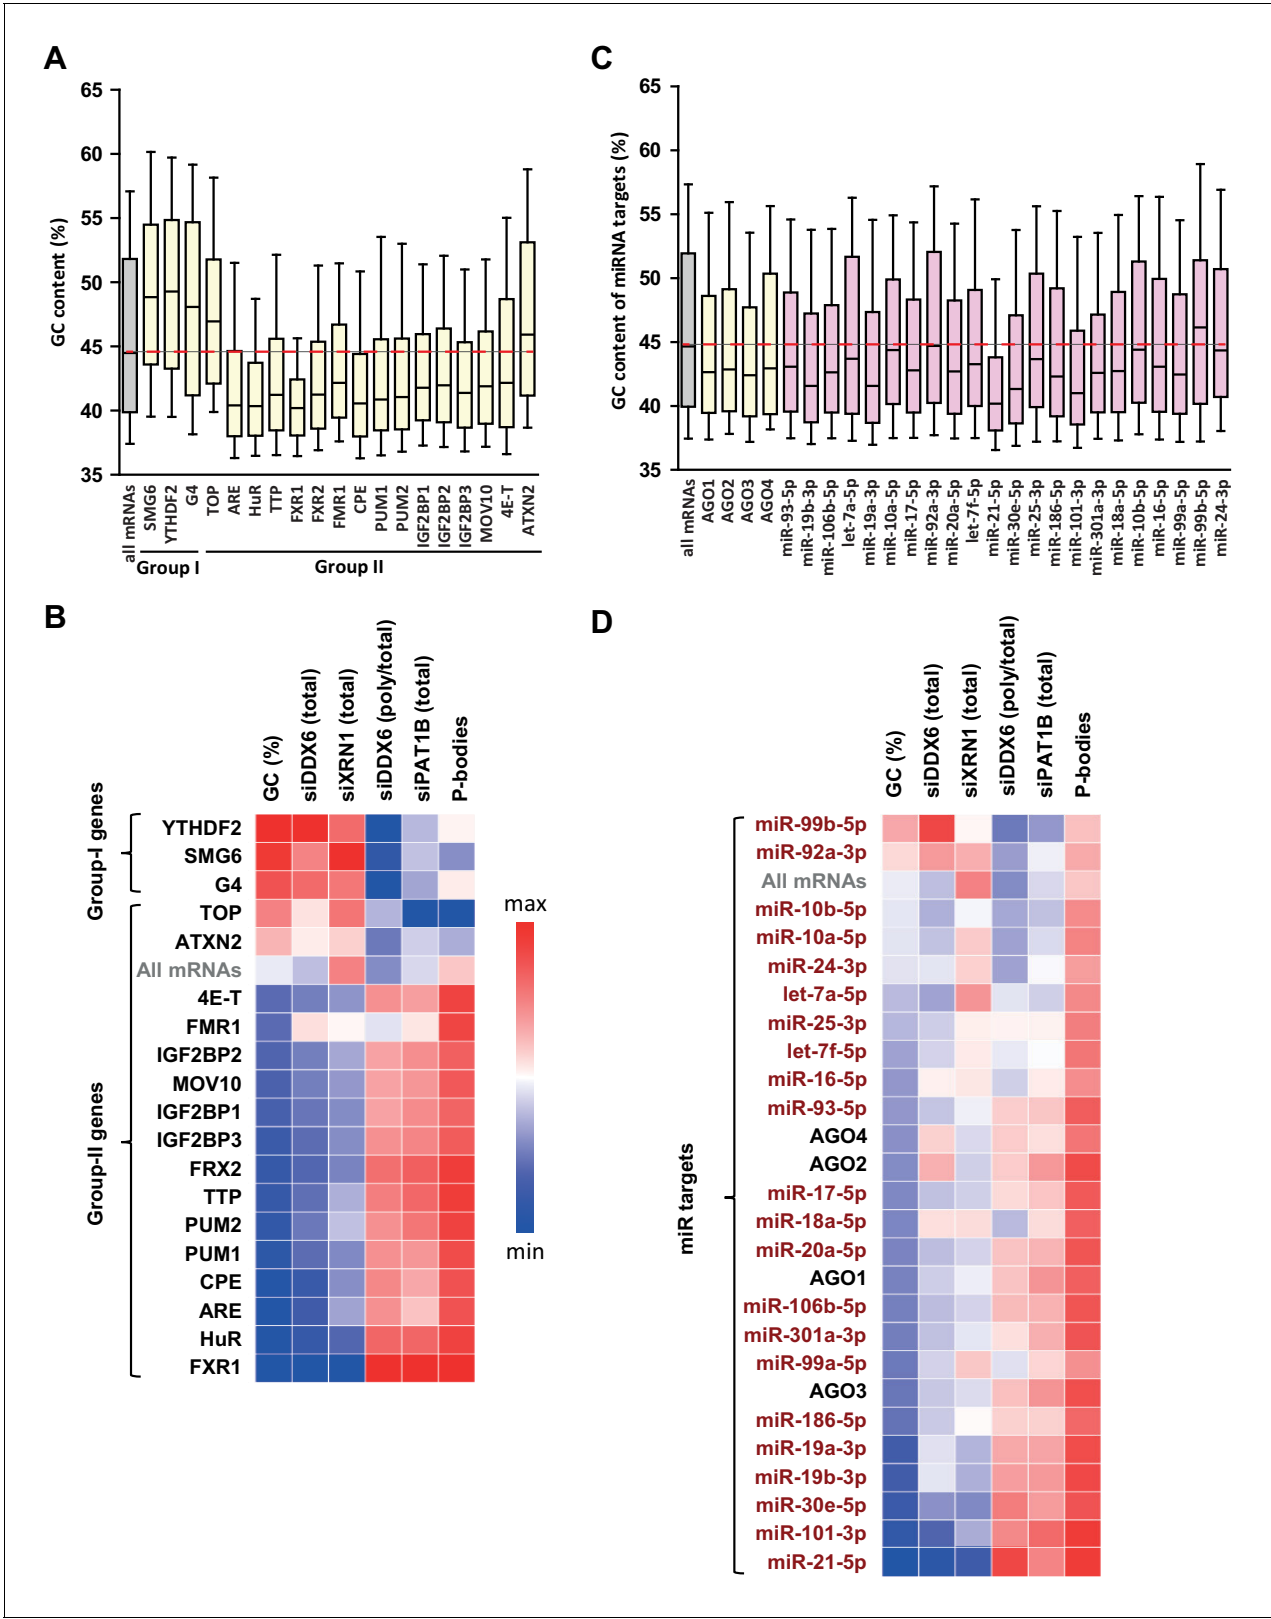 A
GC content (%)
65
60
55
50
45
40
35
all mRNAs
SMG6
YTHDF2
G4
TOP
ARE
HuR
TTP
FXR1
FXR2
FMR1
CPE
PUM1
PUM2
IGF2BP1
IGF2BP2
IGF2BP3
MOV10
4E-T
ATXN2
Group I
Group II
C
GC content of miRNA targets (%)
65
60
55
50
45
40
35
all mRNAs
AGO1
AGO2
AGO3
AGO4
miR-93-5p
miR-19b-3p
miR-106b-5p
let-7a-5p
miR-19a-3p
miR-10a-5p
miR-17-5p
miR-92a-3p
miR-20a-5p
let-7f-5p
miR-21-5p
miR-30e-5p
miR-25-3p
miR-186-5p
miR-101-3p
miR-301a-3p
miR-18a-5p
miR-10b-5p
miR-16-5p
miR-99a-5p
miR-99b-5p
miR-24-3p
B
GC (%)
siDDX6 (total)
siXRN1 (total)
siDDX6 (poly/total)
siPAT1B (total)
P-bodies
Group-I genes
YTHDF2
SMG6
G4
Group-II genes
TOP
ATXN2
All mRNAs
4E-T
FMR1
IGF2BP2
MOV10
IGF2BP1
IGF2BP3
FRX2
TTP
PUM2
PUM1
CPE
ARE
HuR
FXR1
max
min
D
GC (%)
siDDX6 (total)
siXRN1 (total)
siDDX6 (poly/total)
siPAT1B (total)
P-bodies
miR targets
miR-99b-5p
miR-92a-3p
All mRNAs
miR-10b-5p
miR-10a-5p
miR-24-3p
let-7a-5p
miR-25-3p
let-7f-5p
miR-16-5p
miR-93-5p
AGO4
AGO2
miR-17-5p
miR-18a-5p
miR-20a-5p
AGO1
miR-106b-5p
miR-301a-3p
miR-99a-5p
AGO3
miR-186-5p
miR-19a-3p
miR-19b-3p
miR-30e-5p
miR-101-3p
miR-21-5p